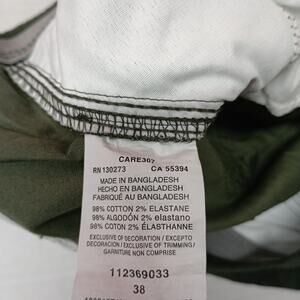 CARE307
RN 130273 CA 55394
MADE IN BANGLADESH
HECHO EN BANGLADESH
FABRIQUÉ AU BANGLADESH
98% COTTON 2% ELASTANE
98% ALGODÓN 2% elastano
98% COTON 2% ÉLASTHANNE
EXCLUSIVE OF DECORATION / EXCEPTO
DECORACIÓN / EXCLUSIVE OF TRIMMING/
GARNITURE NON COMPRISE
112369033
38